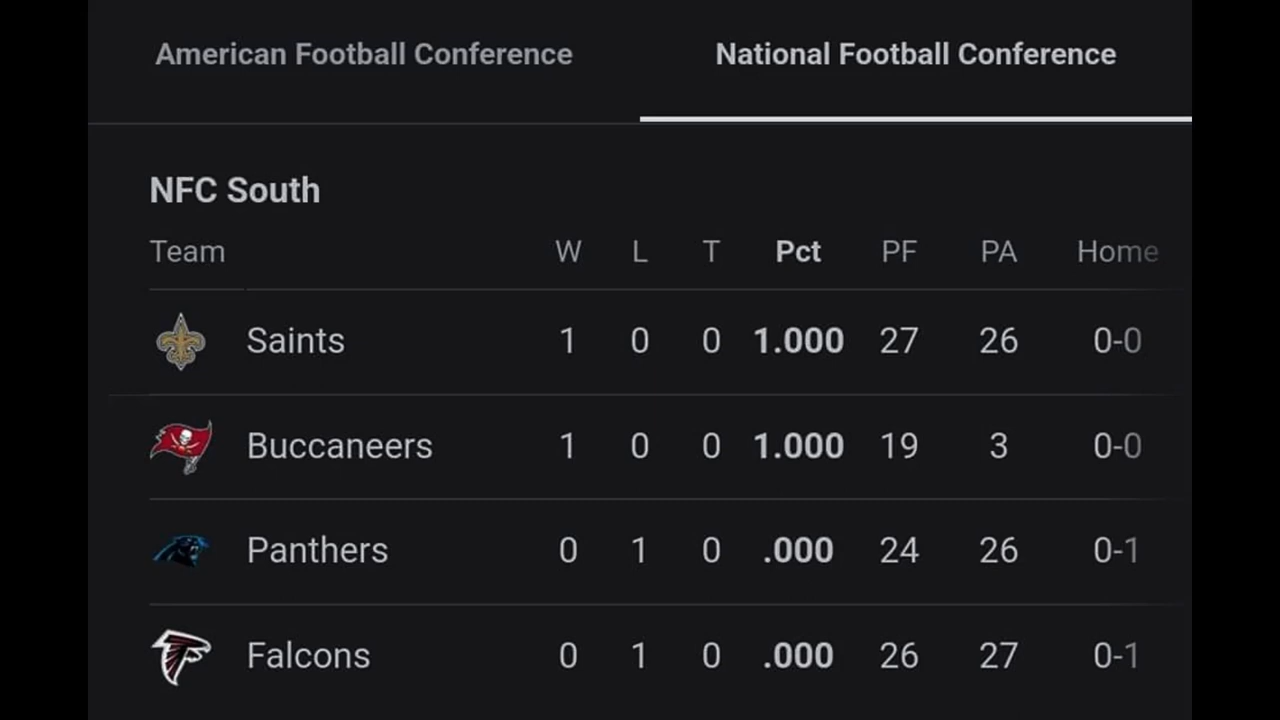 American Football Conference National Football Conference
NFC South
Team W L T Pct PF PA Home
Saints 1 0 0 1.000 27 26 0-0
Buccaneers 1 0 0 1.000 19 3 0-0
Panthers 0 1 0 .000 24 26 0-1
Falcons 0 1 0 .000 26 27 0-1